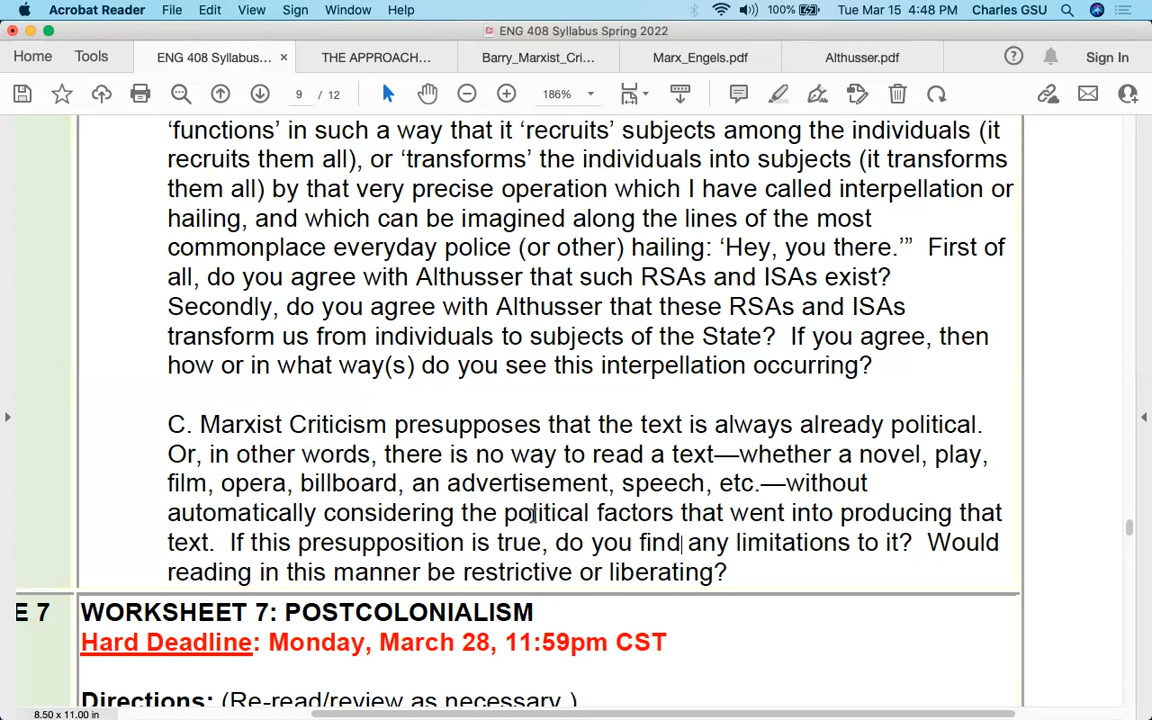 Acrobat Reader File Edit View Sign Window Help 100% Tue Mar 15 4:48 PM Charles GSU
ENG 408 Syllabus Spring 2022
Home Tools ENG 408 Syllabus... × THE APPROACH... Barry_Marxist_Cri... Marx_Engels.pdf Althusser.pdf Sign In
9 / 12 186%
'functions' in such a way that it 'recruits' subjects among the individuals (it
recruits them all), or 'transforms' the individuals into subjects (it transforms
them all) by that very precise operation which I have called interpellation or
hailing, and which can be imagined along the lines of the most
commonplace everyday police (or other) hailing: 'Hey, you there.'” First of
all, do you agree with Althusser that such RSAs and ISAs exist?
Secondly, do you agree with Althusser that these RSAs and ISAs
transform us from individuals to subjects of the State? If you agree, then
how or in what way(s) do you see this interpellation occurring?
C. Marxist Criticism presupposes that the text is always already political.
Or, in other words, there is no way to read a text—whether a novel, play,
film, opera, billboard, an advertisement, speech, etc.—without
automatically considering the political factors that went into producing that
text. If this presupposition is true, do you find any limitations to it? Would
reading in this manner be restrictive or liberating?
E 7 WORKSHEET 7: POSTCOLONIALISM
Hard Deadline: Monday, March 28, 11:59pm CST
Directions: (Re-read/review as necessary.)
8.50 x 11.00 in